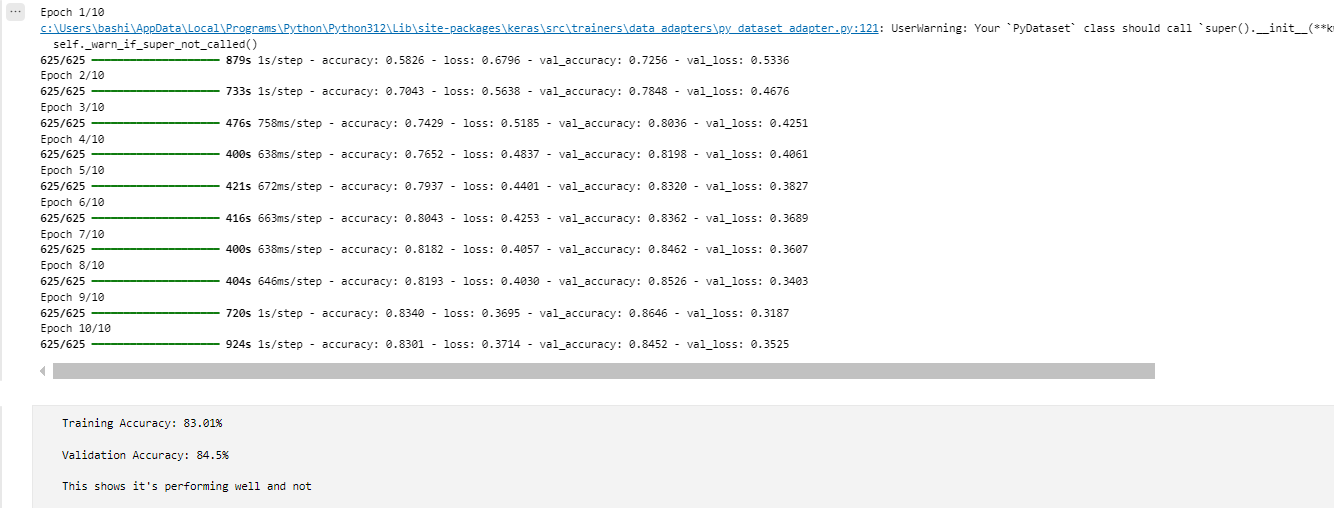 Epoch 1/10
c:\Users\bashi\AppData\Local\Programs\Python\Python312\Lib\site-packages\keras\src\trainers\data_adapters\py_dataset_adapter.py:121: UserWarning: Your `PyDataset` class should call `super().__init__(**k
self._warn_if_super_not_called()
625/625 879s 1s/step - accuracy: 0.5826 - loss: 0.6796 - val_accuracy: 0.7256 - val_loss: 0.5336
Epoch 2/10
625/625 733s 1s/step - accuracy: 0.7043 - loss: 0.5638 - val_accuracy: 0.7848 - val_loss: 0.4676
Epoch 3/10
625/625 476s 758ms/step - accuracy: 0.7429 - loss: 0.5185 - val_accuracy: 0.8036 - val_loss: 0.4251
Epoch 4/10
625/625 400s 638ms/step - accuracy: 0.7652 - loss: 0.4837 - val_accuracy: 0.8198 - val_loss: 0.4061
Epoch 5/10
625/625 421s 672ms/step - accuracy: 0.7937 - loss: 0.4401 - val_accuracy: 0.8320 - val_loss: 0.3827
Epoch 6/10
625/625 416s 663ms/step - accuracy: 0.8043 - loss: 0.4253 - val_accuracy: 0.8362 - val_loss: 0.3689
Epoch 7/10
625/625 400s 638ms/step - accuracy: 0.8182 - loss: 0.4057 - val_accuracy: 0.8462 - val_loss: 0.3607
Epoch 8/10
625/625 404s 646ms/step - accuracy: 0.8193 - loss: 0.4030 - val_accuracy: 0.8526 - val_loss: 0.3403
Epoch 9/10
625/625 720s 1s/step - accuracy: 0.8340 - loss: 0.3695 - val_accuracy: 0.8646 - val_loss: 0.3187
Epoch 10/10
625/625 924s 1s/step - accuracy: 0.8301 - loss: 0.3714 - val_accuracy: 0.8452 - val_loss: 0.3525
Training Accuracy: 83.01%
Validation Accuracy: 84.5%
This shows it's performing well and not